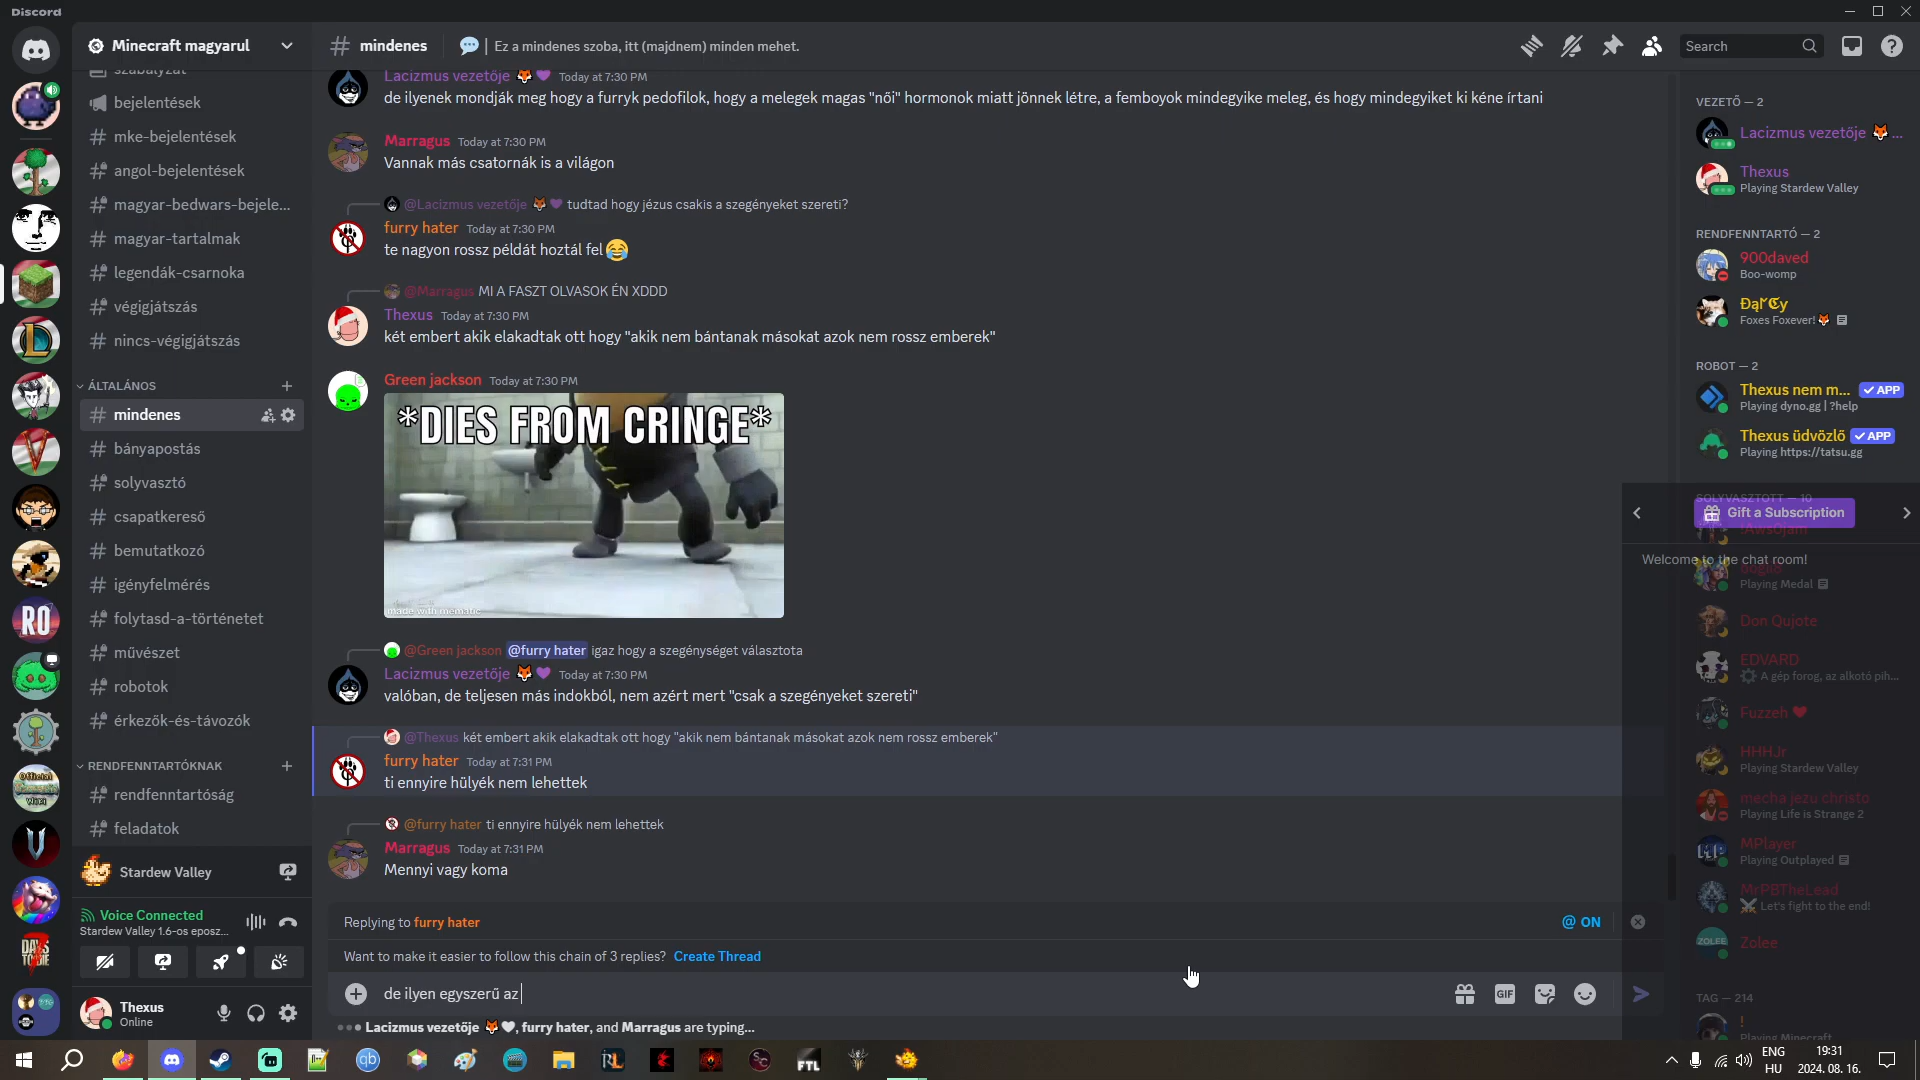 Discord
Minecraft magyarul
szabályzat
bejelentések
mke-bejelentések
angol-bejelentések
magyar-bedwars-bejele...
magyar-tartalmak
legendák-csarnoka
végigjátszás
nincs-végigjátszás
ÁLTALÁNOS
mindenes
bányapostás
solyvasztó
csapatkereső
bemutatkozó
igényfelmérés
folytasd-a-történetet
művészet
robotok
érkezők-és-távozók
RENDFENNTARTÓKNAK
rendfenntartóság
feladatok
Stardew Valley
Voice Connected
Stardew Valley 1.6-os eposz...
Thexus
Online
mindenes
Ez a mindenes szoba, itt (majdnem) minden mehet.
Search
Lacizmus vezetője 🦊💜 Today at 7:30 PM
de ilyenek mondják meg hogy a furryk pedofilok, hogy a melegek magas "női" hormonok miatt jönnek létre, a femboyok mindegyike meleg, és hogy mindegyiket ki kéne írtani
Marragus Today at 7:30 PM
Vannak más csatornák is a világon
@Lacizmus vezetője 🦊💜 tudtad hogy jézus csakis a szegényeket szereti?
furry hater Today at 7:30 PM
te nagyon rossz példát hoztál fel 😂
@Marragus MI A FASZT OLVASOK ÉN XDDD
Thexus Today at 7:30 PM
két embert akik elakadtak ott hogy "akik nem bántanak másokat azok nem rossz emberek"
Green jackson Today at 7:30 PM
*DIES FROM CRINGE*
made with mematic
@Green jackson @furry hater igaz hogy a szegénységet választota
Lacizmus vezetője 🦊💜 Today at 7:30 PM
valóban, de teljesen más indokból, nem azért mert "csak a szegényeket szereti"
@Thexus két embert akik elakadtak ott hogy "akik nem bántanak másokat azok nem rossz emberek"
furry hater Today at 7:31 PM
ti ennyire hülyék nem lehettek
@furry hater ti ennyire hülyék nem lehettek
Marragus Today at 7:31 PM
Mennyi vagy koma
Replying to furry hater
@ ON
Want to make it easier to follow this chain of 3 replies? Create Thread
de ilyen egyszerű az
GIF
Lacizmus vezetője 🦊🤍, furry hater, and Marragus are typing...
VEZETŐ — 2
Lacizmus vezetője 🦊 ...
Thexus
Playing Stardew Valley
RENDFENNTARTÓ — 2
900daved
Boo-womp
ĐąꍏℭƳ
Foxes Foxever! 🦊
ROBOT — 2
Thexus nem m... ✓ APP
Playing dyno.gg | ?help
Thexus üdvözlő ✓ APP
Playing https://tatsu.gg
SOLYVASZTOTT — 10
Gift a Subscription
!AwsOjam
Welcome to the chat room!
Playing Medal
Don Qujote
EDVARD
A gép forog, az alkotó pih...
Fuzzeh ❤
HHHJr
Playing Stardew Valley
mecha jezu christo
Playing Life is Strange 2
MPlayer
Playing Outplayed
MrPBTheLead
Let's fight to the end!
ZOLEE
Zolee
TAG — 214
!
Playing Minecraft
RO
Official
Wiki
DAYS
TO DIE
qb
RL
SC
FTL
ENG
HU
19:31
2024. 08. 16.